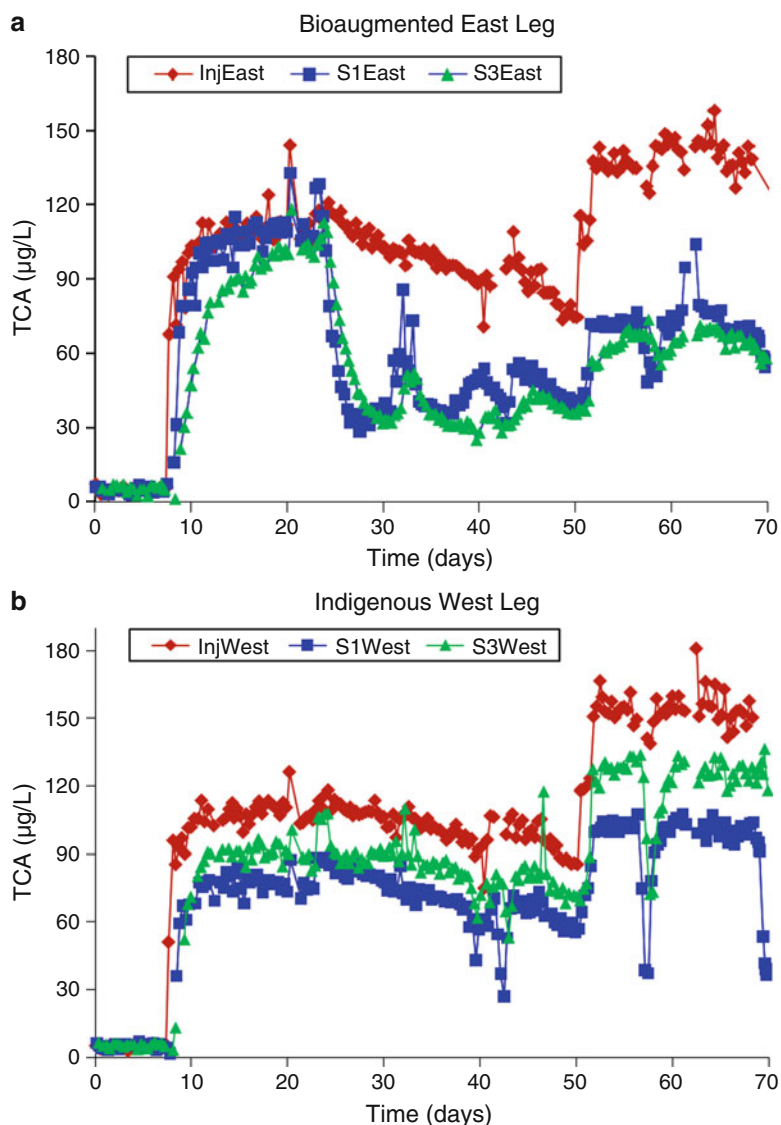 a
Bioaugmented East Leg
InjEast S1East S3East
TCA (µg/L)
180
150
120
90
60
30
0
0 10 20 30 40 50 60 70
Time (days)
b
Indigenous West Leg
InjWest S1West S3West
TCA (µg/L)
180
150
120
90
60
30
0
0 10 20 30 40 50 60 70
Time (days)